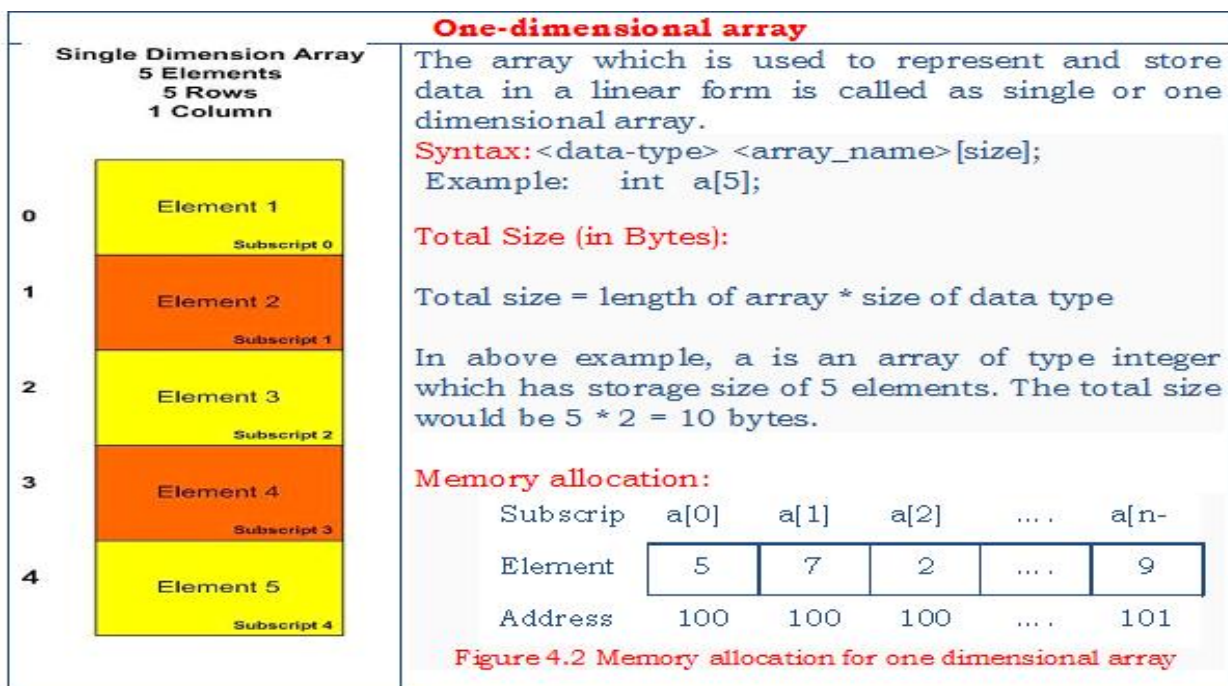 One-dimensional array
Single Dimension Array
5 Elements
5 Rows
1 Column
0
Element 1
Subscript 0
1
Element 2
Subscript 1
2
Element 3
Subscript 2
3
Element 4
Subscript 3
4
Element 5
Subscript 4
The array which is used to represent and store
data in a linear form is called as single or one
dimensional array.
Syntax:<data-type> <array_name>[size];
Example: int a[5];
Total Size (in Bytes):
Total size = length of array * size of data type
In above example, a is an array of type integer
which has storage size of 5 elements. The total size
would be 5 * 2 = 10 bytes.
Memory allocation:
Subscrip a[0] a[1] a[2] .... a[n-
Element 5 7 2 .... 9
Address 100 100 100 .... 101
Figure 4.2 Memory allocation for one dimensional array